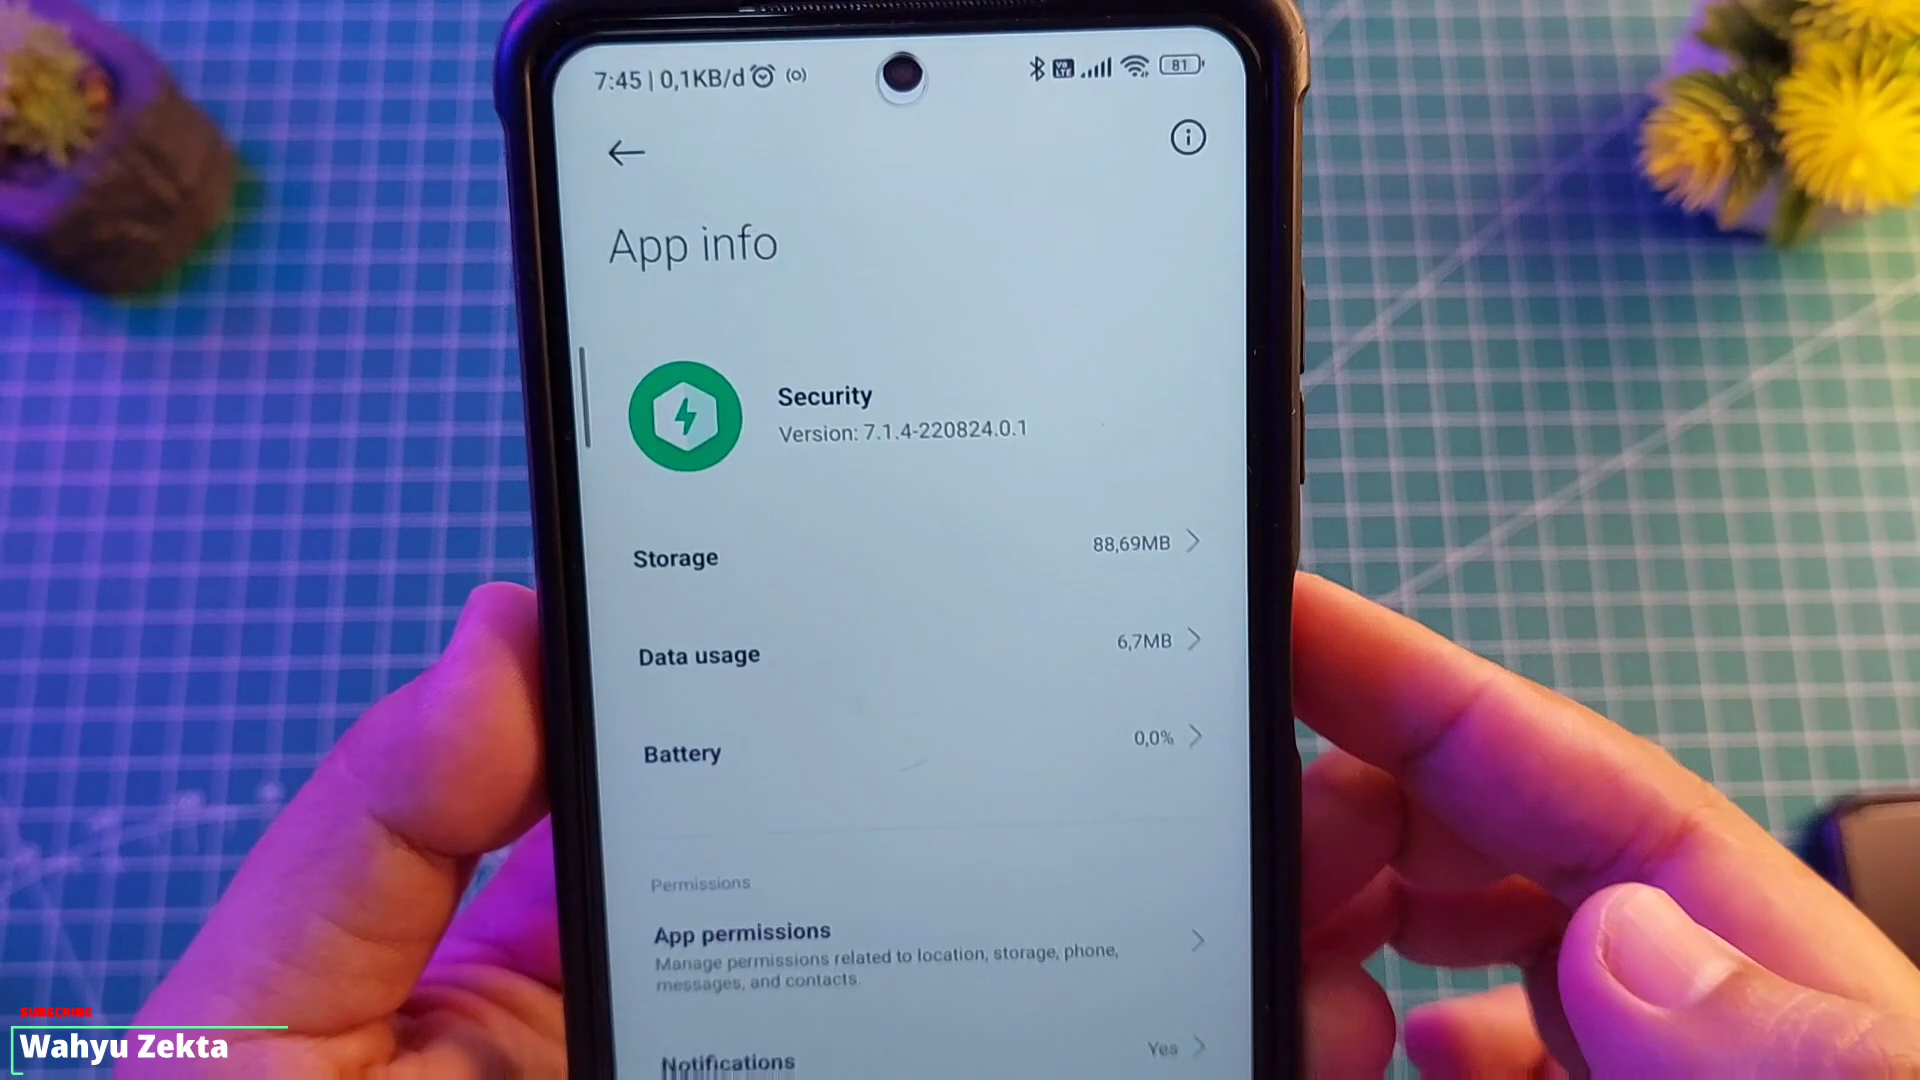 7:45 | 0,1KB/d
81
App info
Security
Version: 7.1.4-220824.0.1
Storage
88,69MB
Data usage
6,7MB
Battery
0,0%
Permissions
App permissions
Manage permissions related to location, storage, phone,
messages, and contacts.
Notifications
Yes
SUBSCRIBE
Wahyu Zekta